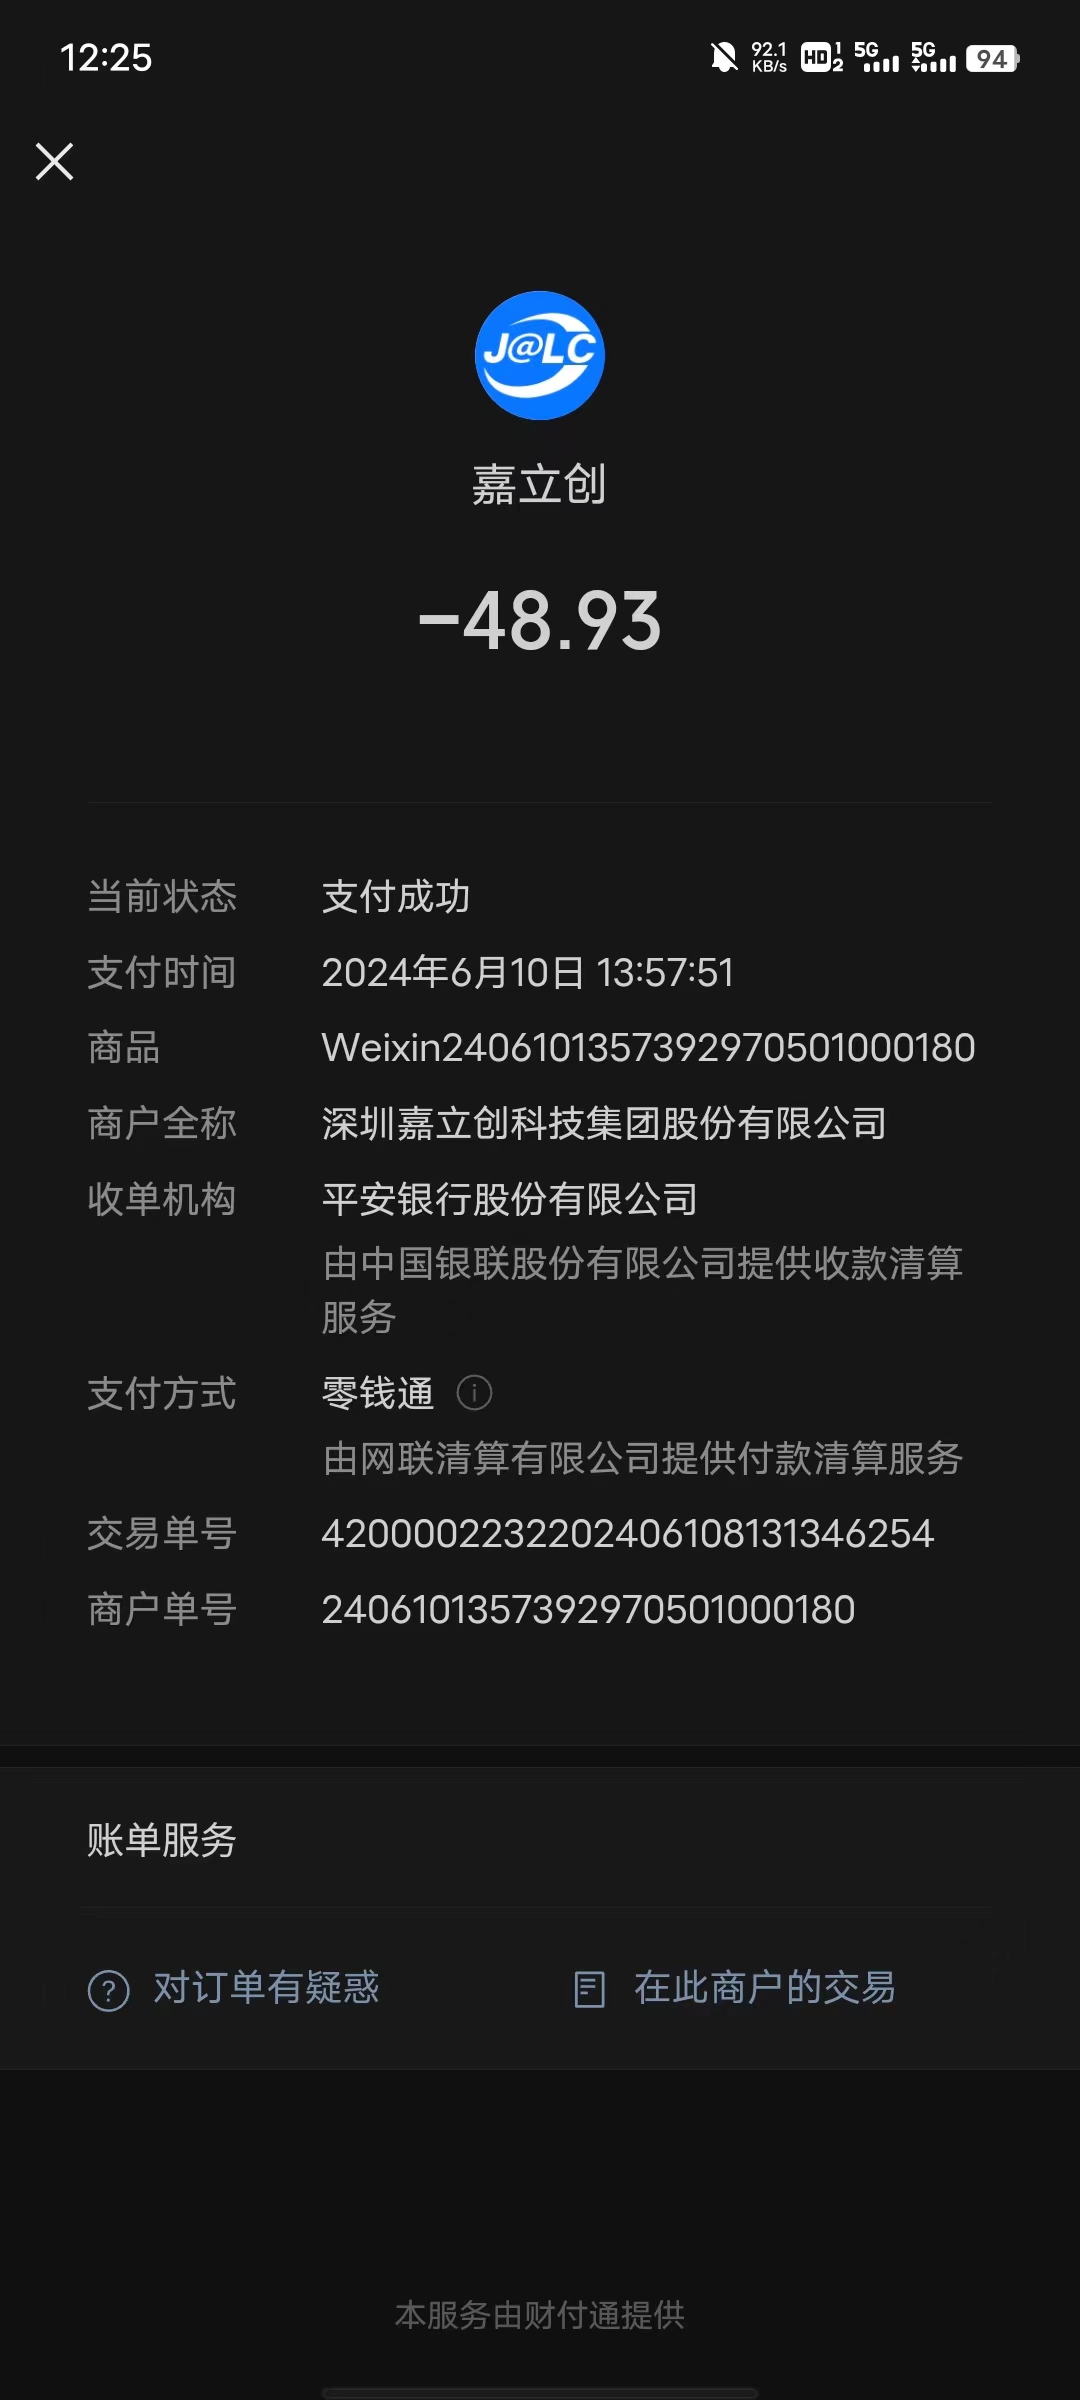 12:25
92.1 KB/s HD 1 2 5G 5G 94
J@LC
嘉立创
-48.93
当前状态 支付成功
支付时间 2024年6月10日 13:57:51
商品 Weixin2406101357392970501000180
商户全称 深圳嘉立创科技集团股份有限公司
收单机构 平安银行股份有限公司
由中国银联股份有限公司提供收款清算
服务
支付方式 零钱通
由网联清算有限公司提供付款清算服务
交易单号 4200002232202406108131346254
商户单号 2406101357392970501000180
账单服务
对订单有疑惑 在此商户的交易
本服务由财付通提供